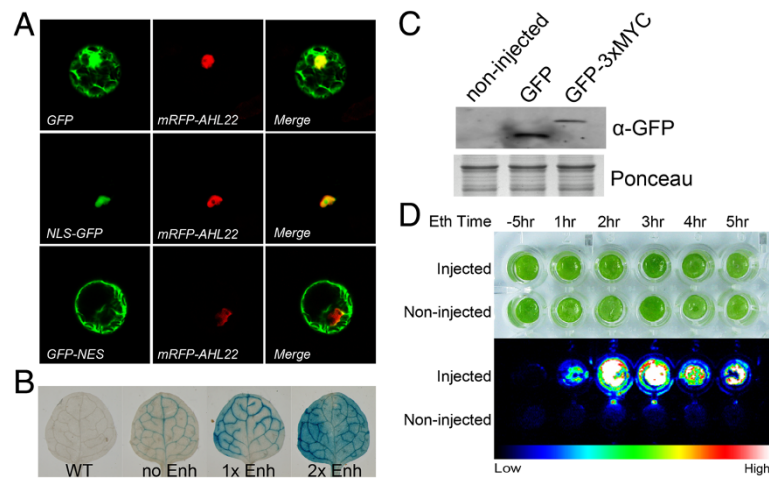 A
GFP
mRFP-AHL22
Merge
NLS-GFP
mRFP-AHL22
Merge
GFP-NES
mRFP-AHL22
Merge
B
WT
no Enh
1x Enh
2x Enh
C
non-injected
GFP
GFP-3xMYC
α-GFP
Ponceau
D
Eth Time -5hr 1hr 2hr 3hr 4hr 5hr
Injected
Non-injected
Injected
Non-injected
Low High